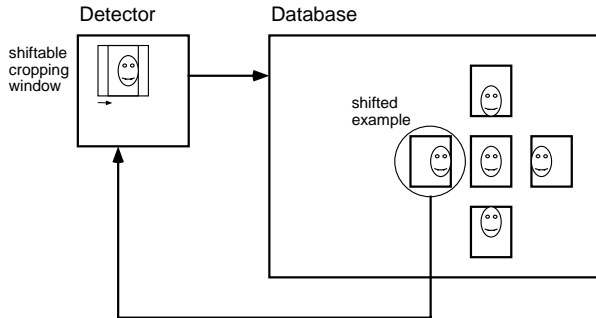 Detector
Database
shiftable
cropping
window
shifted
example